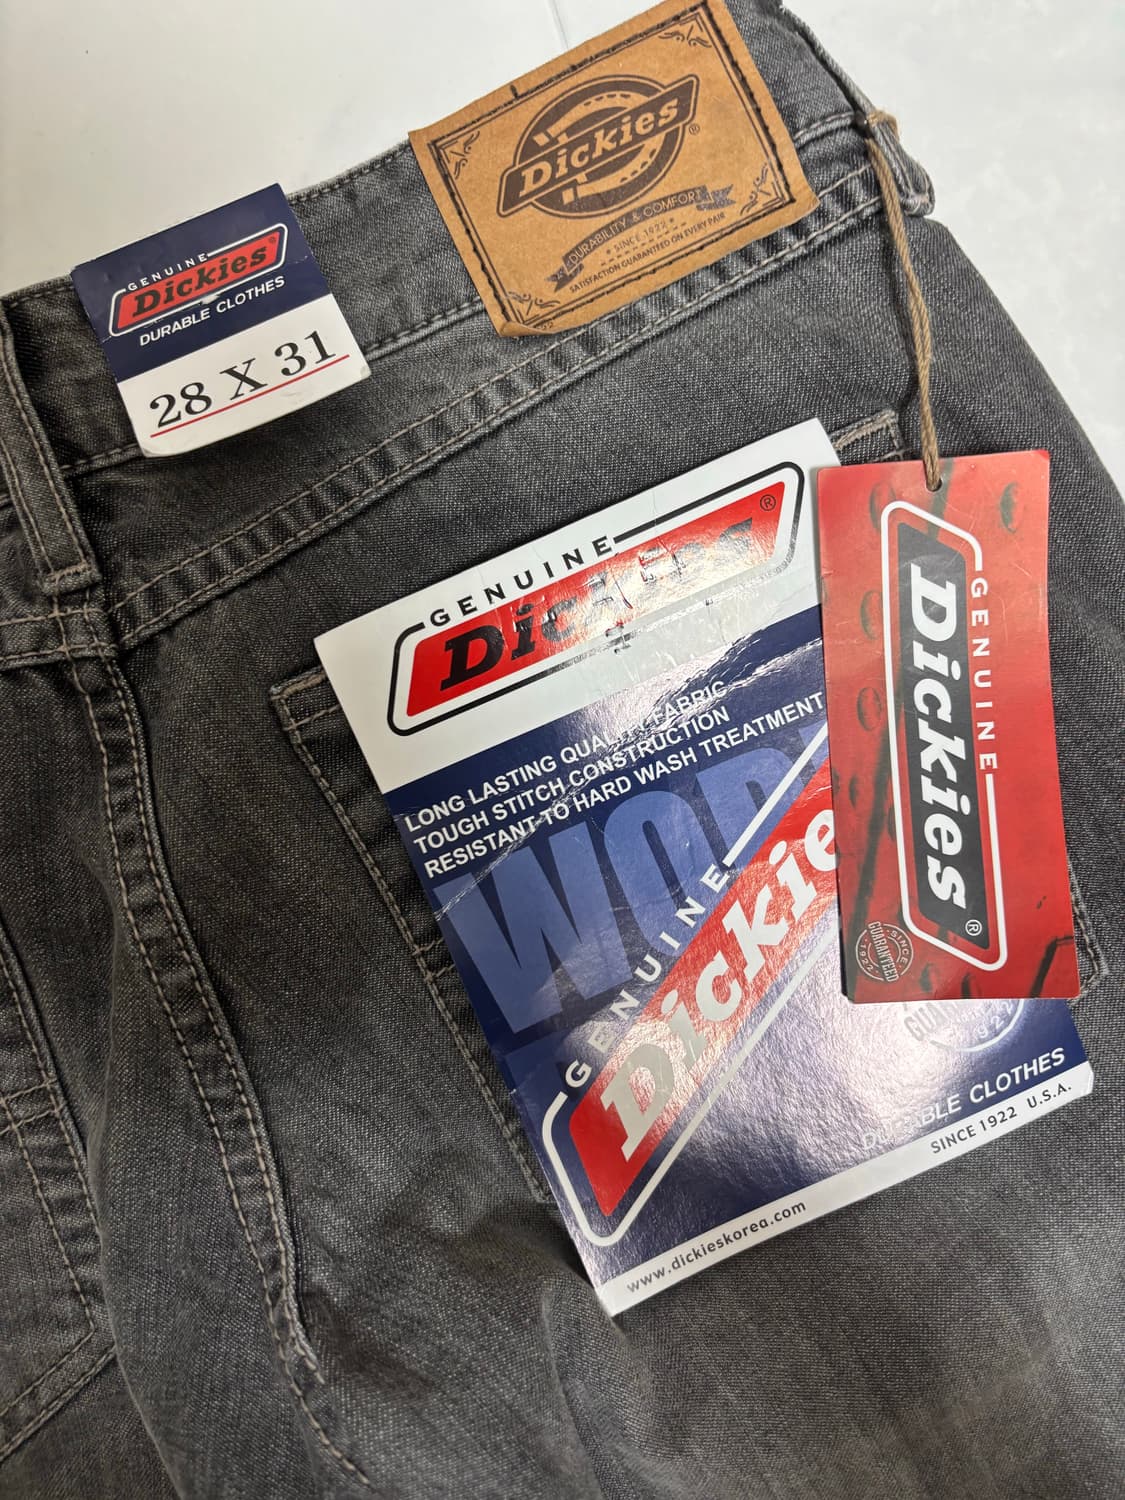 Dickies®
DURABILITY & COMFORT
SINCE 1922
SATISFACTION GUARANTEED ON EVERY PAIR
GENUINE
Dickies®
DURABLE CLOTHES
28 X 31
GENUINE
Dickies®
LONG LASTING QUALITY FABRIC
TOUGH STITCH CONSTRUCTION
RESISTANT TO HARD WASH TREATMENT
GENUINE
Dickie
1922
DURABLE CLOTHES
SINCE 1922 U.S.A.
www.dickieskorea.com
GENUINE
Dickies®
SINCE
GUARANTEED
1922